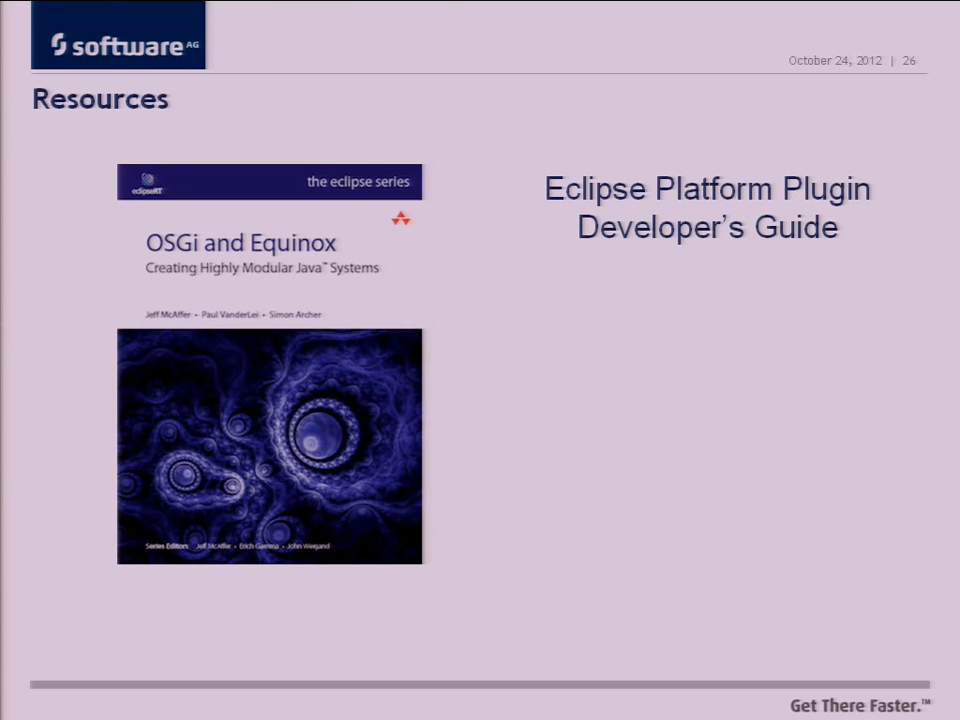 software AG
October 24, 2012 | 26
Resources
eclipseRT
the eclipse series
OSGi and Equinox
Creating Highly Modular Java™ Systems
Jeff McAffer • Paul VanderLei • Simon Archer
Series Editors Jeff McAffer • Erich Gamma • John Wiegand
Eclipse Platform Plugin
Developer's Guide
Get There Faster.™